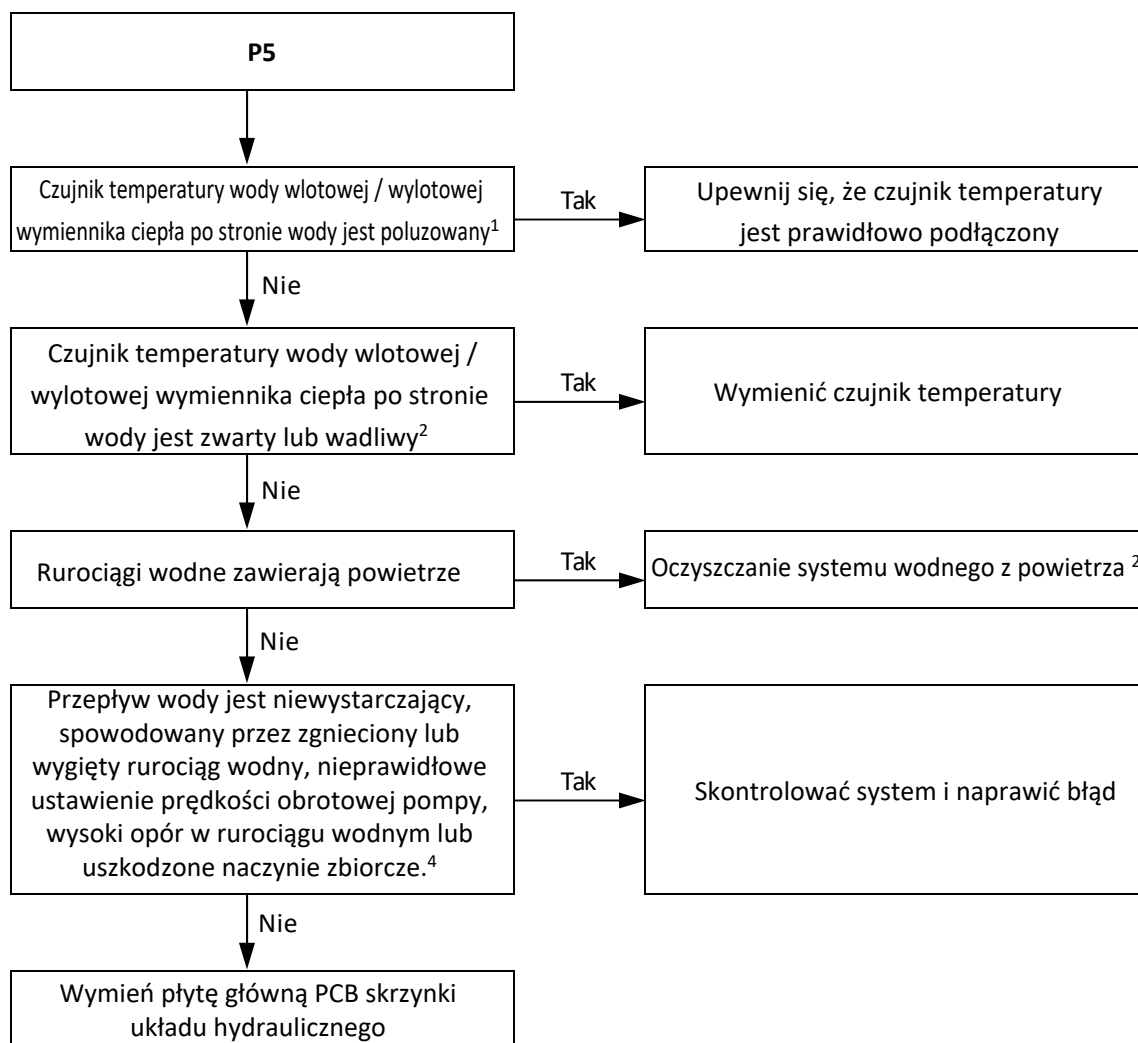 P5
Czujnik temperatury wody wlotowej / wylotowej
wymiennika ciepła po stronie wody jest poluzowany¹
Tak
Upewnij się, że czujnik temperatury
jest prawidłowo podłączony
Nie
Czujnik temperatury wody wlotowej /
wylotowej wymiennika ciepła po stronie
wody jest zwarty lub wadliwy²
Tak
Wymienić czujnik temperatury
Nie
Rurociągi wodne zawierają powietrze
Tak
Oczyszczanie systemu wodnego z powietrza ²
Nie
Przepływ wody jest niewystarczający,
spowodowany przez zgnieciony lub
wygięty rurociąg wodny, nieprawidłowe
ustawienie prędkości obrotowej pompy,
wysoki opór w rurociągu wodnym lub
uszkodzone naczynie zbiorcze.⁴
Tak
Skontrolować system i naprawić błąd
Nie
Wymień płytę główną PCB skrzynki
układu hydraulicznego